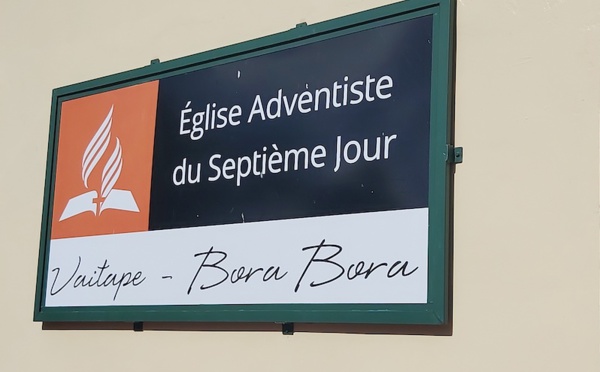 Église Adventiste
du Septième Jour
Vaitape - Bora Bora